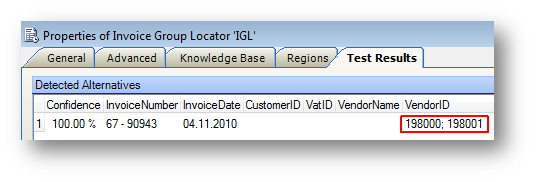 Properties of Invoice Group Locator 'IGL'
General Advanced Knowledge Base Regions Test Results
Detected Alternatives
Confidence InvoiceNumber InvoiceDate CustomerID VatID VendorName VendorID
1 100.00 % 67 - 90943 04.11.2010 198000; 198001